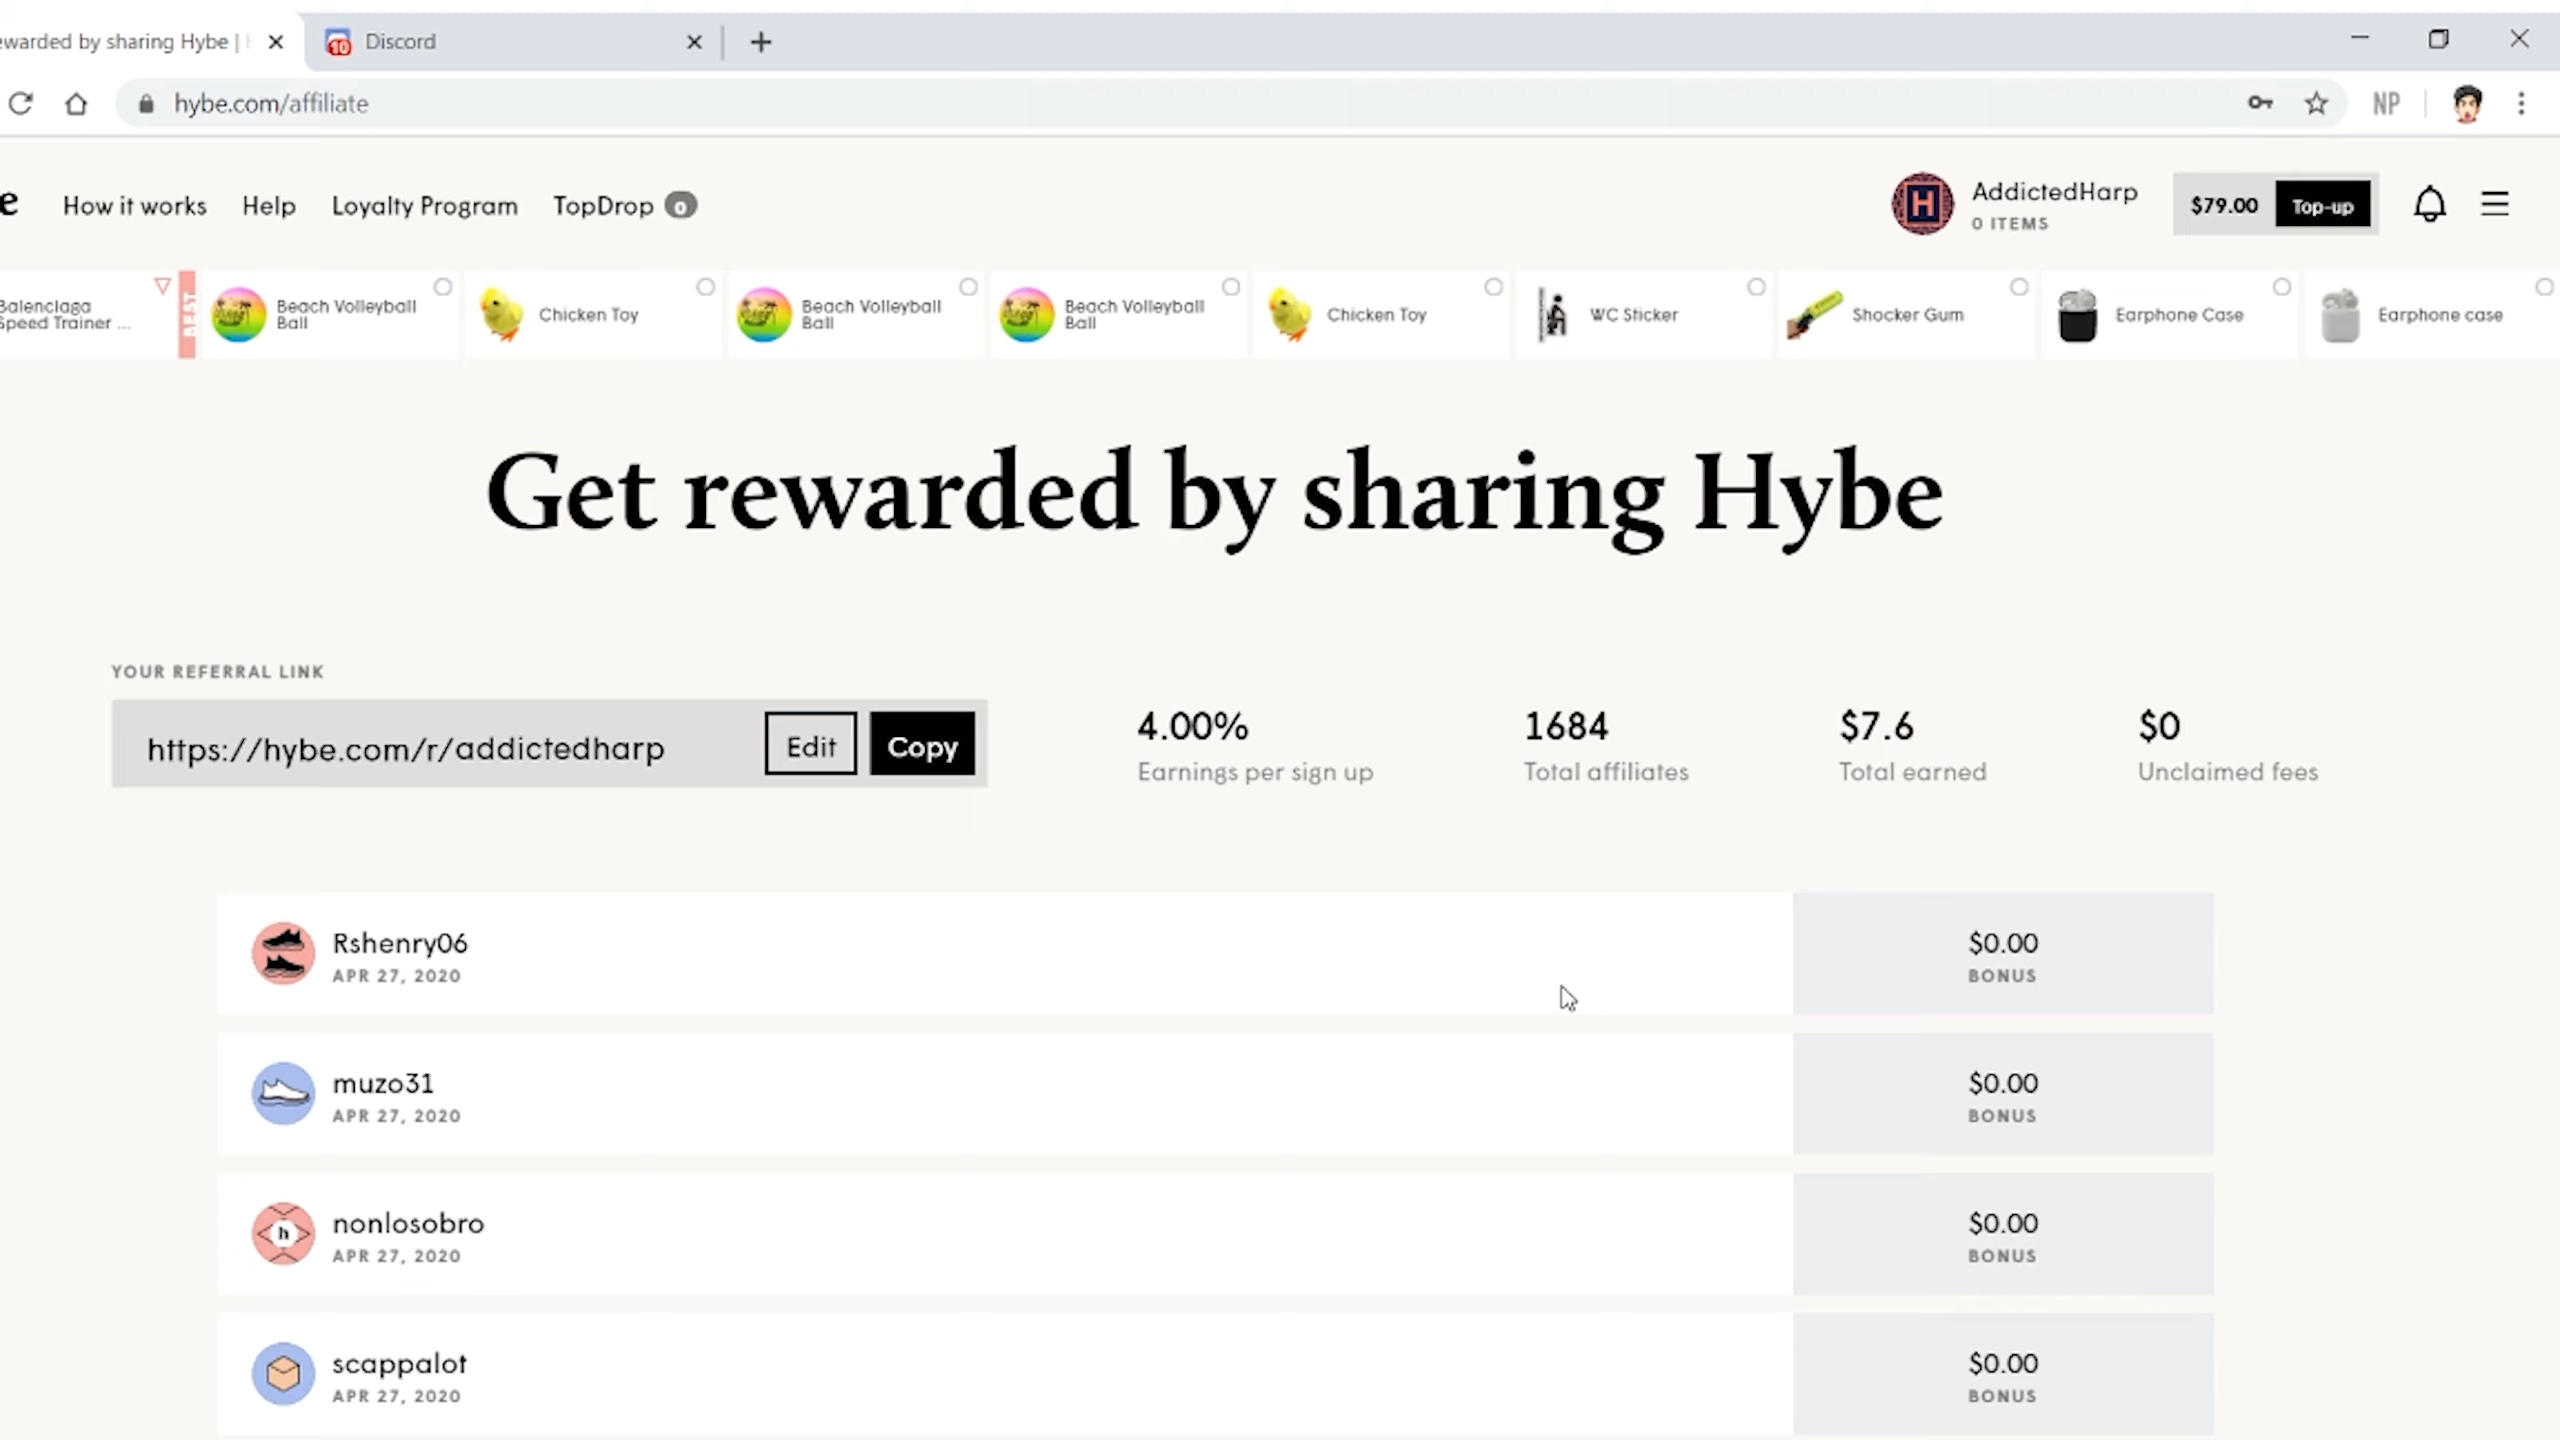 ewarded by sharing Hybe |
10 Discord
hybe.com/affiliate
NP
e How it works Help Loyalty Program TopDrop 0
AddictedHarp
0 ITEMS
$79.00 Top-up
Balenciaga
Speed Trainer ...
BEST
Beach Volleyball
Ball
Chicken Toy
Beach Volleyball
Ball
Beach Volleyball
Ball
Chicken Toy
WC Sticker
Shocker Gum
Earphone Case
Earphone case
Get rewarded by sharing Hybe
YOUR REFERRAL LINK
https://hybe.com/r/addictedharp Edit Copy
4.00%
Earnings per sign up
1684
Total affiliates
$7.6
Total earned
$0
Unclaimed fees
Rshenry06
APR 27, 2020
$0.00
BONUS
muzo31
APR 27, 2020
$0.00
BONUS
h
nonlosobro
APR 27, 2020
$0.00
BONUS
scappalot
APR 27, 2020
$0.00
BONUS